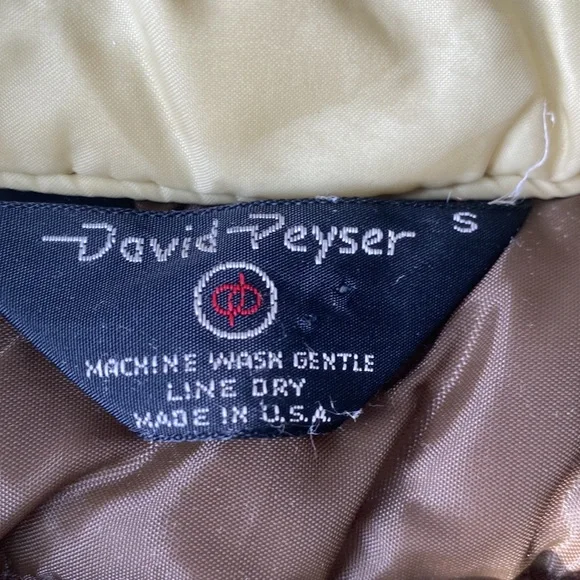 David Peyser S
MACHINE WASH GENTLE
LINE DRY
MADE IN U.S.A.